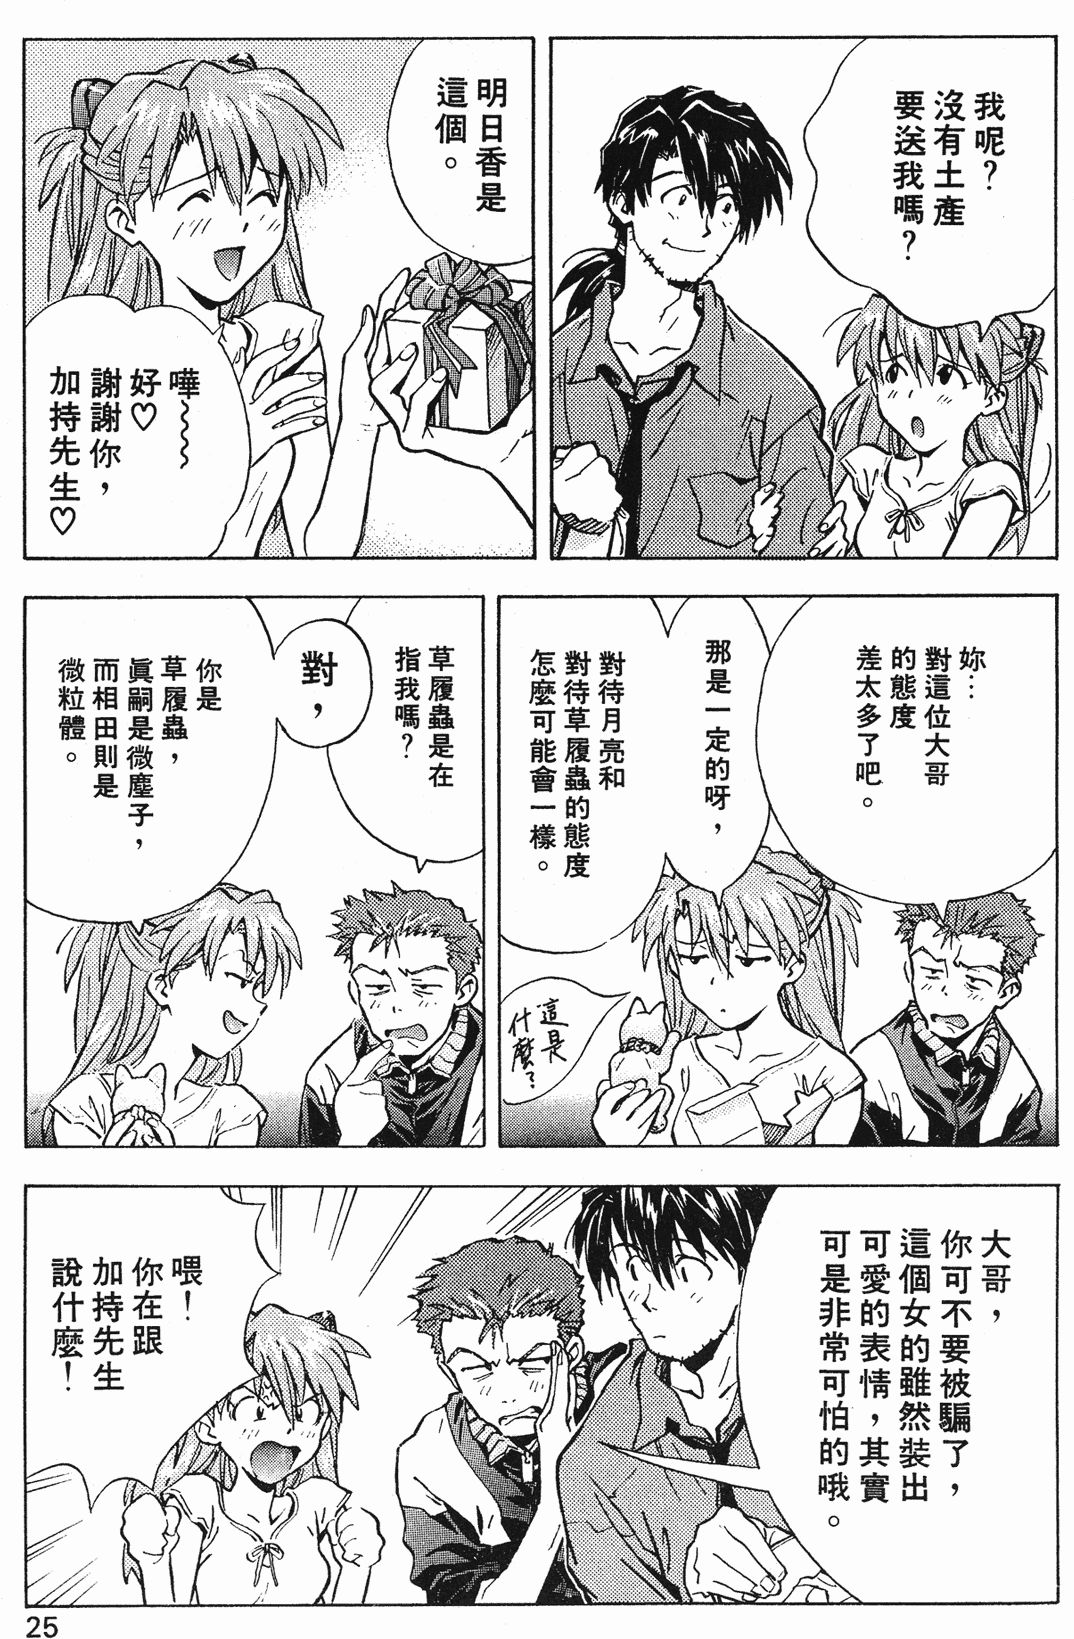 我呢？
沒有土產
要送我嗎？
明日香是
這個。
嘩～～～
好♡
謝謝你，
加持先生♡
妳…
對這位大哥
的態度
差太多了吧。
那是一定的呀，
對待月亮和
對待草履蟲的態度
怎麼可能會一樣。
這是
什麼？
草履蟲是在
指我嗎？
對，
你是
草履蟲，
眞嗣是微塵子，
而相田則是
微粒體。
大哥，
你可不要被騙了，
這個女的雖然裝出
可愛的表情，其實
可是非常可怕的哦。
喂！
你在跟
加持先生
說什麼！
25